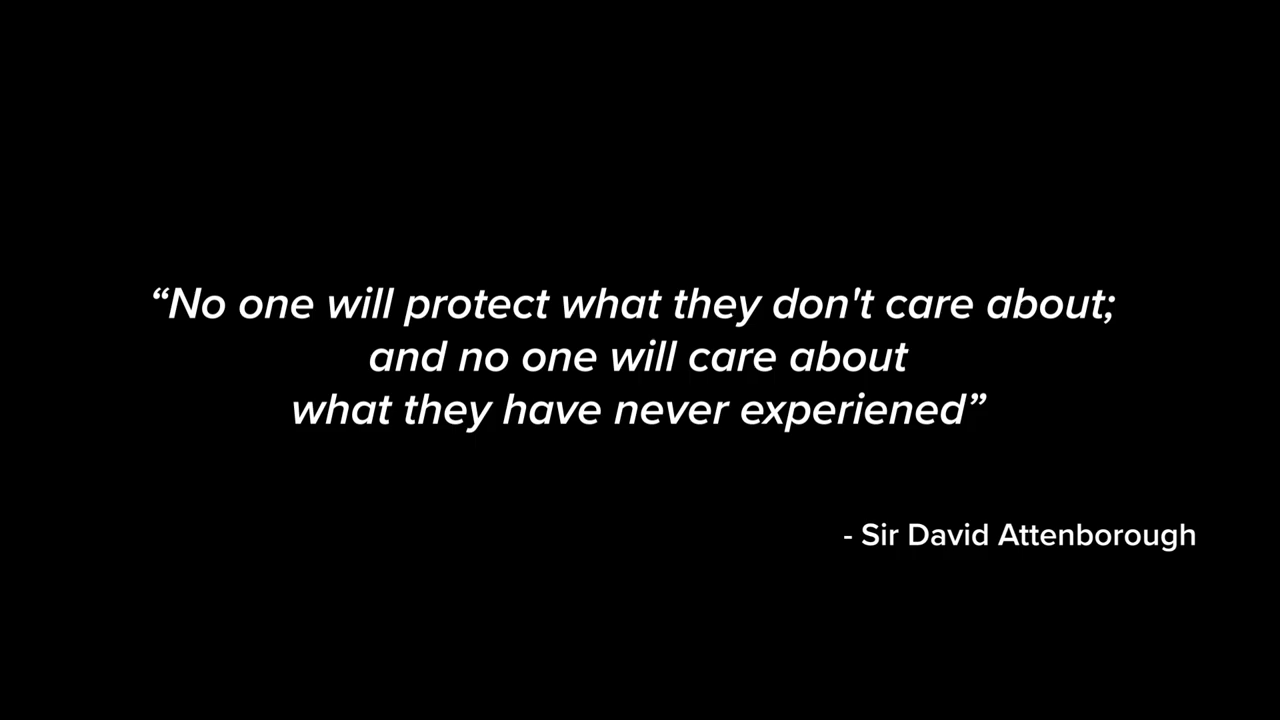 “No one will protect what they don't care about;
and no one will care about
what they have never experiened”
- Sir David Attenborough